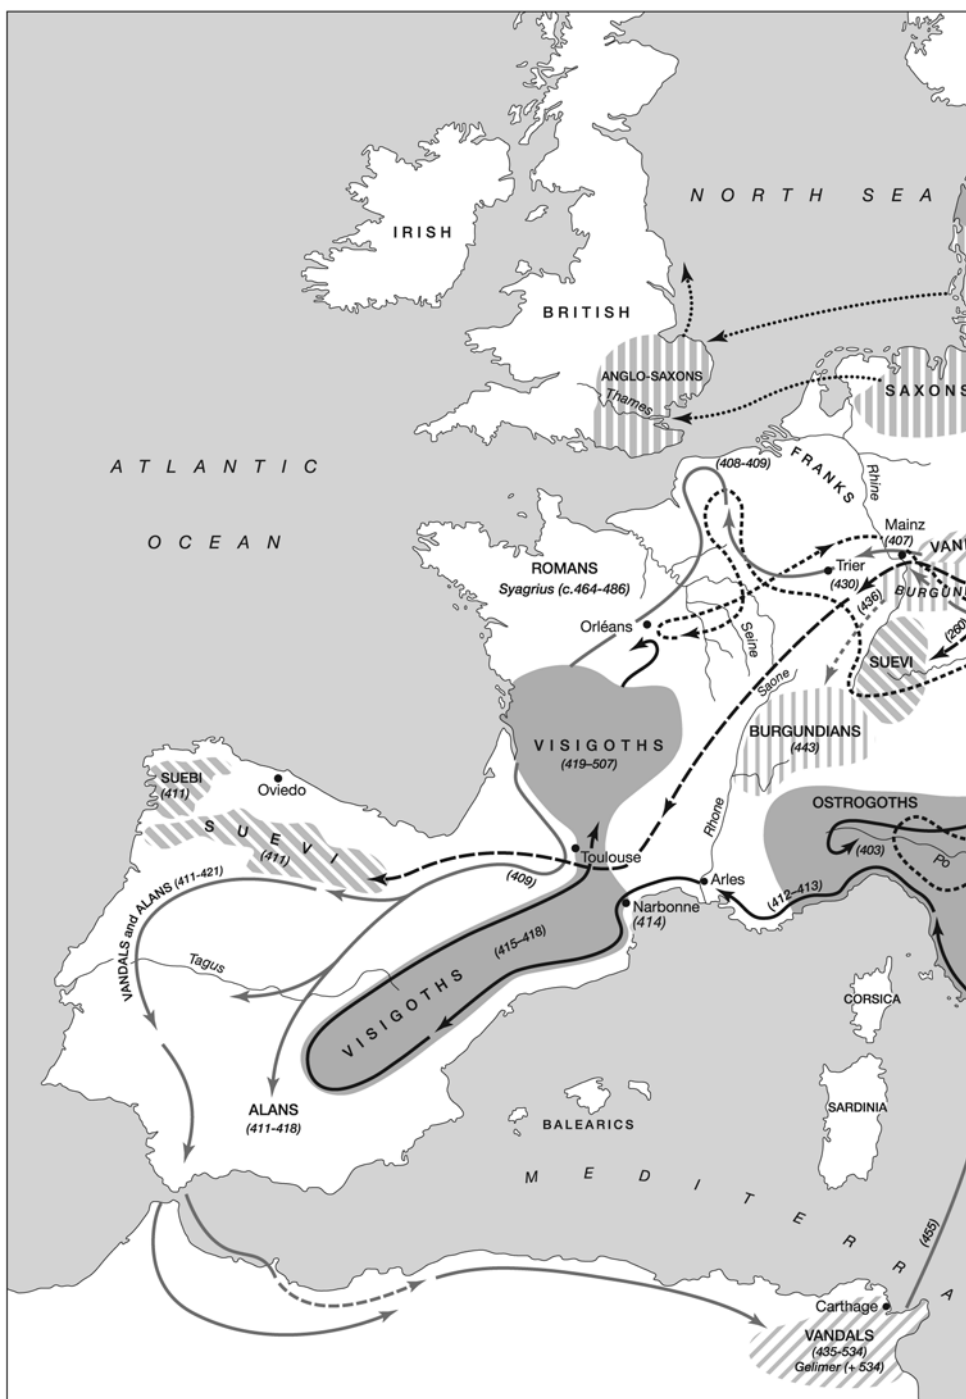 NORTH SEA
IRISH
BRITISH
ANGLO-SAXONS
Thames
SAXONS
ATLANTIC
OCEAN
(408-409)
FRANKS
Rhine
Mainz
(407)
VAN
Trier
(430)
BURGUN
(436)
(260)
ROMANS
Syagrius (c.464-486)
Orléans
Seine
SUEVI
Saone
VISIGOTHS
(419–507)
BURGUNDIANS
(443)
SUEBI
(411)
Oviedo
SUEVI
(411)
OSTROGOTHS
(403)
Po
Rhone
Toulouse
(409)
Arles
(412–413)
Narbonne
(414)
VANDALS and ALANS (411-421)
Tagus
(415–418)
VISIGOTHS
CORSICA
ALANS
(411-418)
BALEARICS
SARDINIA
MEDITERRA
(455)
Carthage
VANDALS
(435-534)
Gelimer (+ 534)